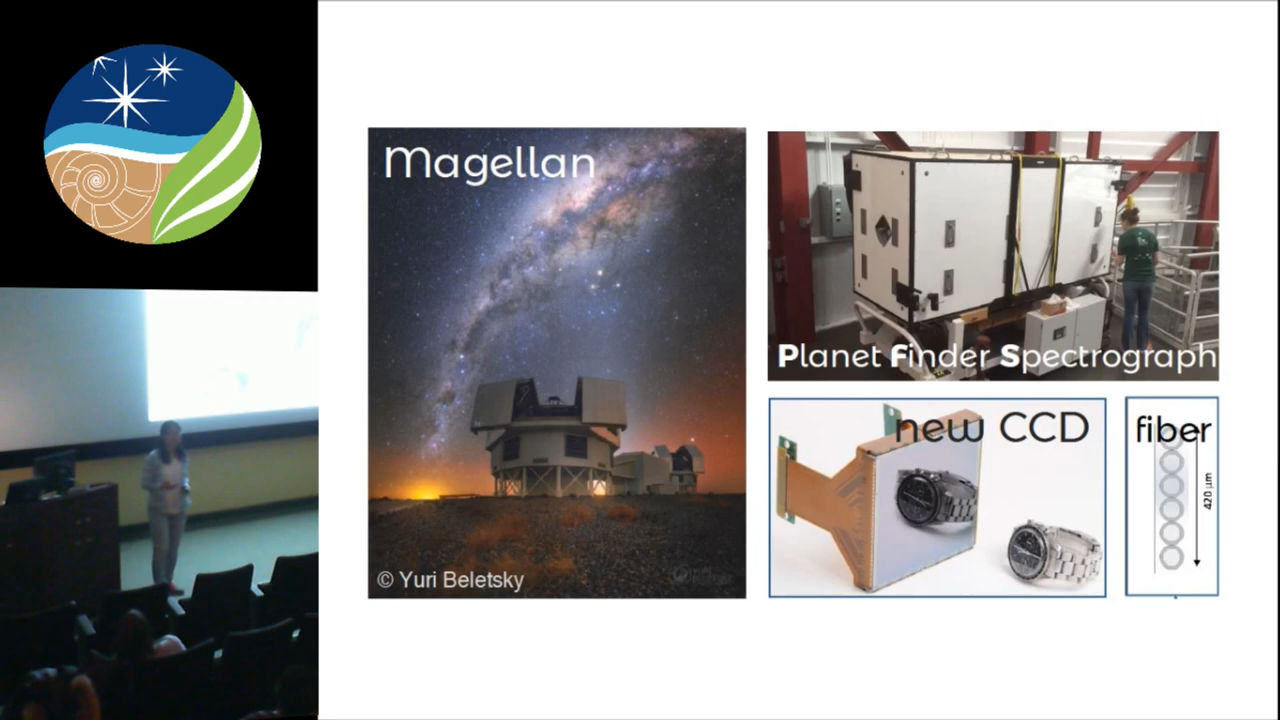 Magellan
© Yuri Beletsky
Planet Finder Spectrograph
new CCD
fiber
420 µm